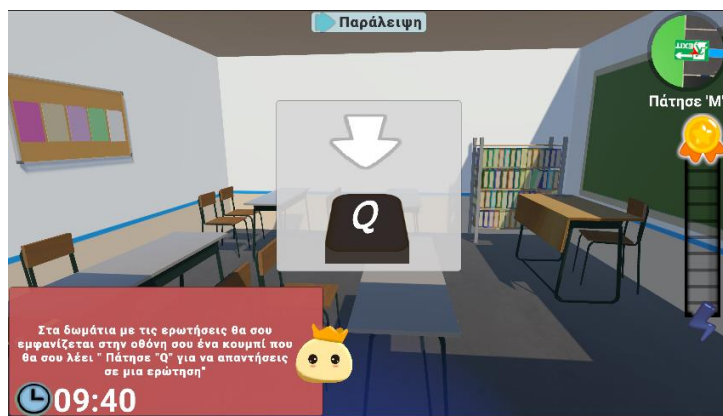 Παράλειψη
EXIT
Πάτησε 'M'
Q
Στα δωμάτια με τις ερωτήσεις θα σου
εμφανίζεται στην οθόνη σου ένα κουμπί που
θα σου λέει " Πάτησε "Q" για να απαντήσεις
σε μια ερώτηση"
09:40